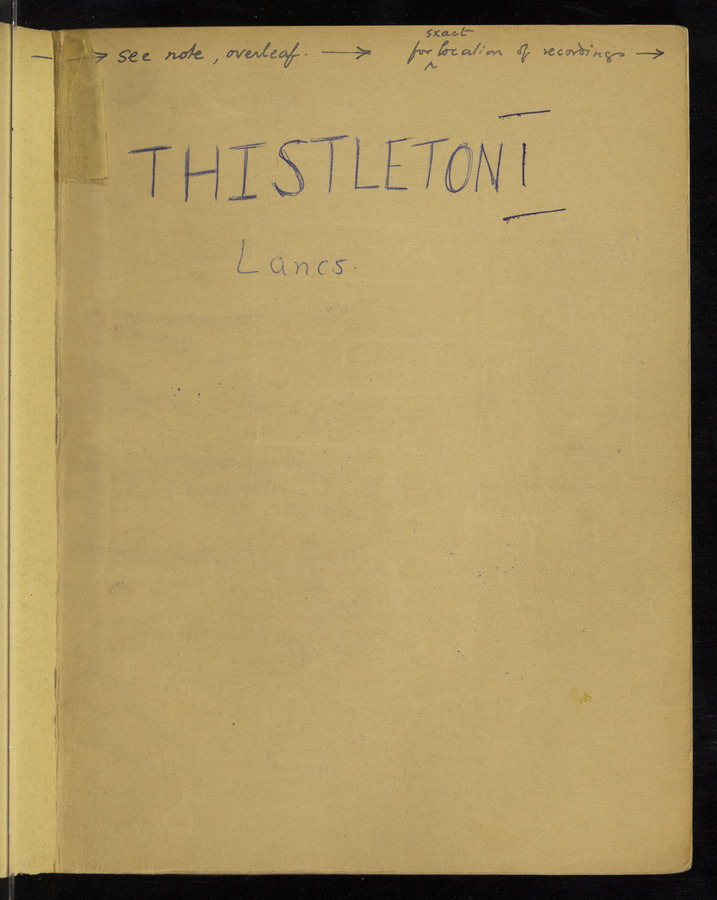 → see note, overleaf. → for exact location of recordings →
THISTLETON I
Lancs.